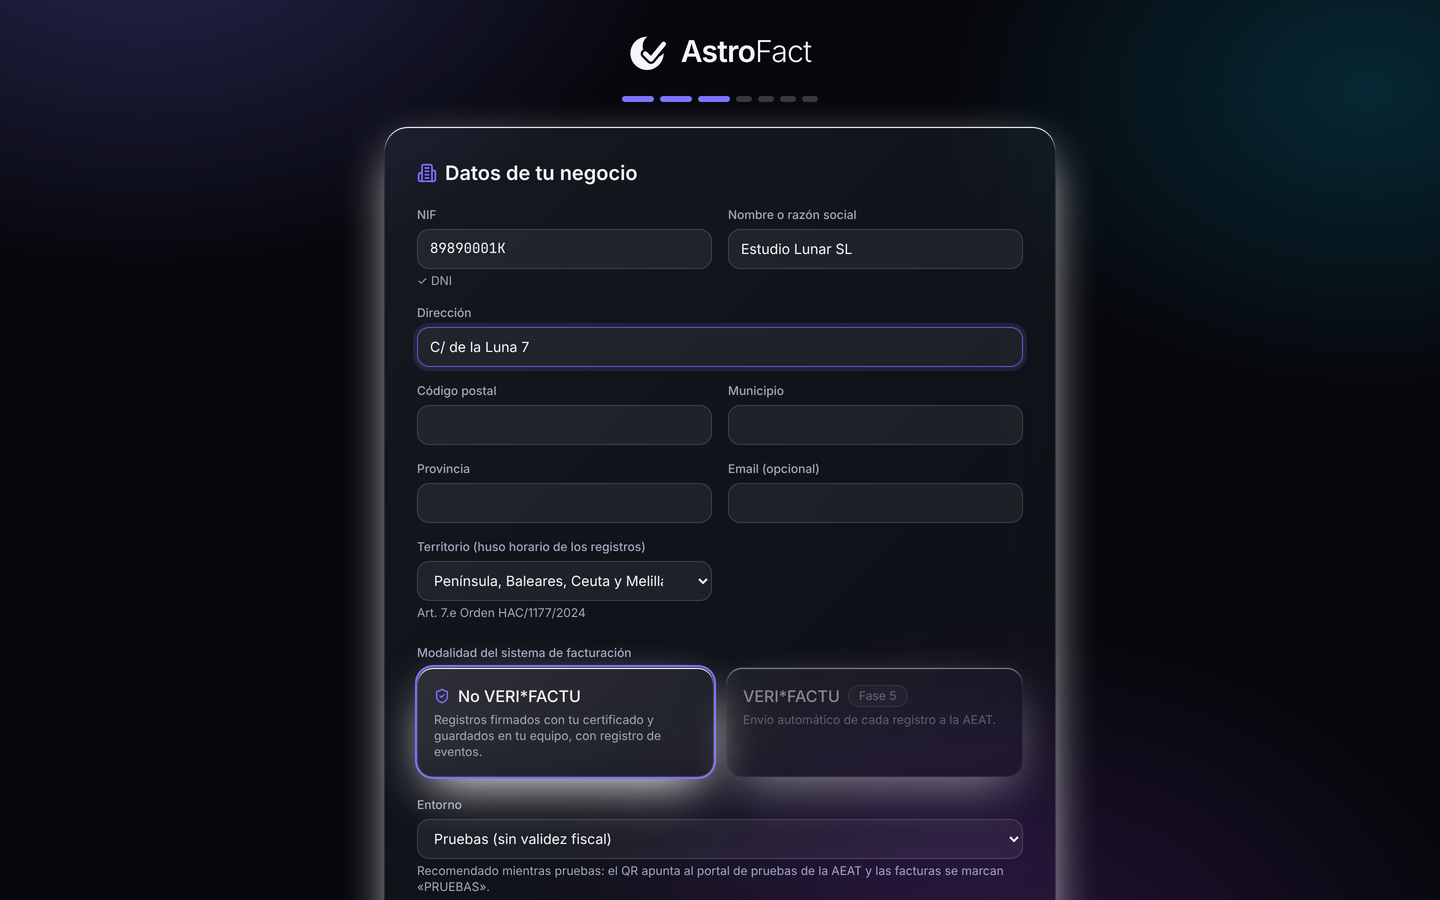 AstroFact
Datos de tu negocio
NIF
Nombre o razón social
89890001K
Estudio Lunar SL
✓ DNI
Dirección
C/ de la Luna 7
Código postal
Municipio
Provincia
Email (opcional)
Territorio (huso horario de los registros)
Península, Baleares, Ceuta y Melilla
Art. 7.e Orden HAC/1177/2024
Modalidad del sistema de facturación
No VERI*FACTU
Registros firmados con tu certificado y
guardados en tu equipo, con registro de
eventos.
VERI*FACTU Fase 5
Envío automático de cada registro a la AEAT.
Entorno
Pruebas (sin validez fiscal)
Recomendado mientras pruebas: el QR apunta al portal de pruebas de la AEAT y las facturas se marcan
«PRUEBAS».